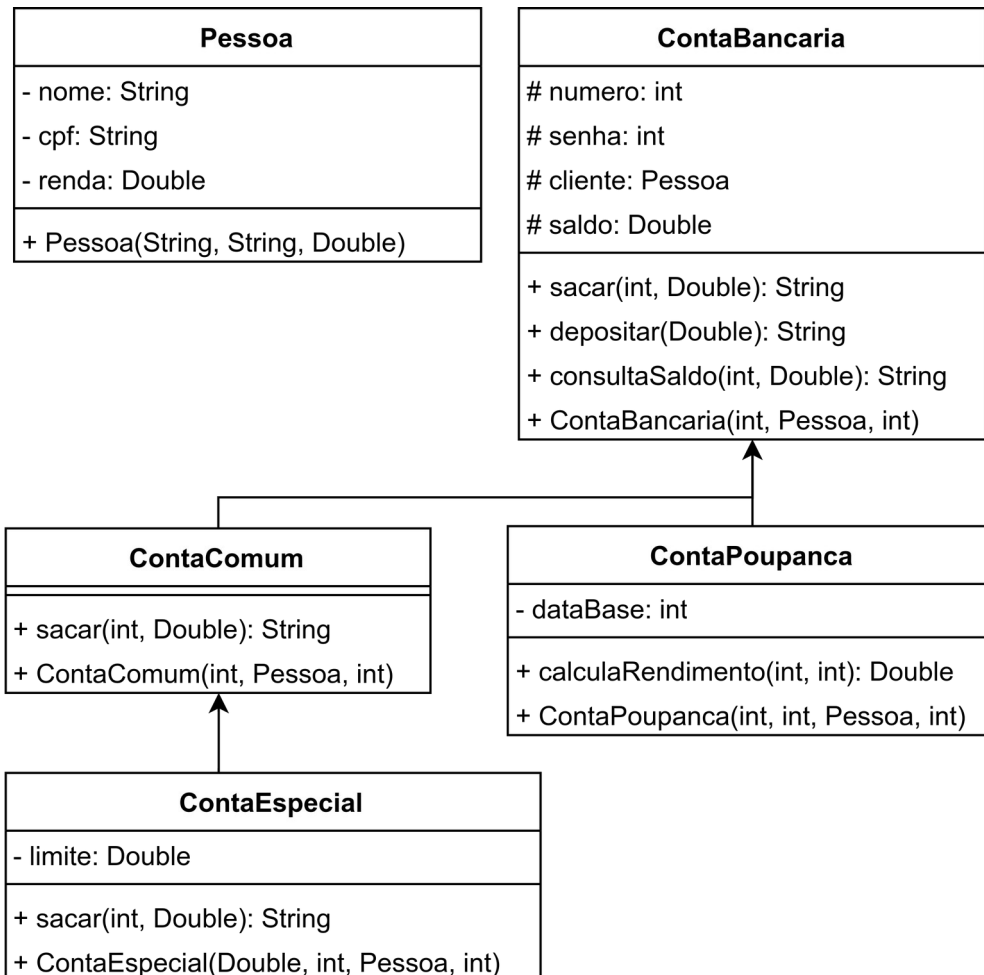 Pessoa
- nome: String
- cpf: String
- renda: Double
+ Pessoa(String, String, Double)
ContaBancaria
# numero: int
# senha: int
# cliente: Pessoa
# saldo: Double
+ sacar(int, Double): String
+ depositar(Double): String
+ consultaSaldo(int, Double): String
+ ContaBancaria(int, Pessoa, int)
ContaComum
+ sacar(int, Double): String
+ ContaComum(int, Pessoa, int)
ContaPoupanca
- dataBase: int
+ calculaRendimento(int, int): Double
+ ContaPoupanca(int, int, Pessoa, int)
ContaEspecial
- limite: Double
+ sacar(int, Double): String
+ ContaEspecial(Double, int, Pessoa, int)